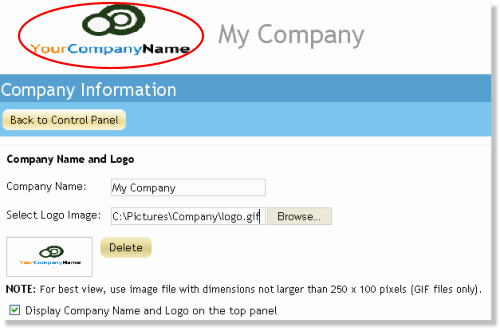 YourCompanyName
My Company
Company Information
Back to Control Panel
Company Name and Logo
Company Name: My Company
Select Logo Image: C:\Pictures\Company\logo.gif Browse...
YourCompanyName
Delete
NOTE: For best view, use image file with dimensions not larger than 250 x 100 pixels (GIF files only).
Display Company Name and Logo on the top panel